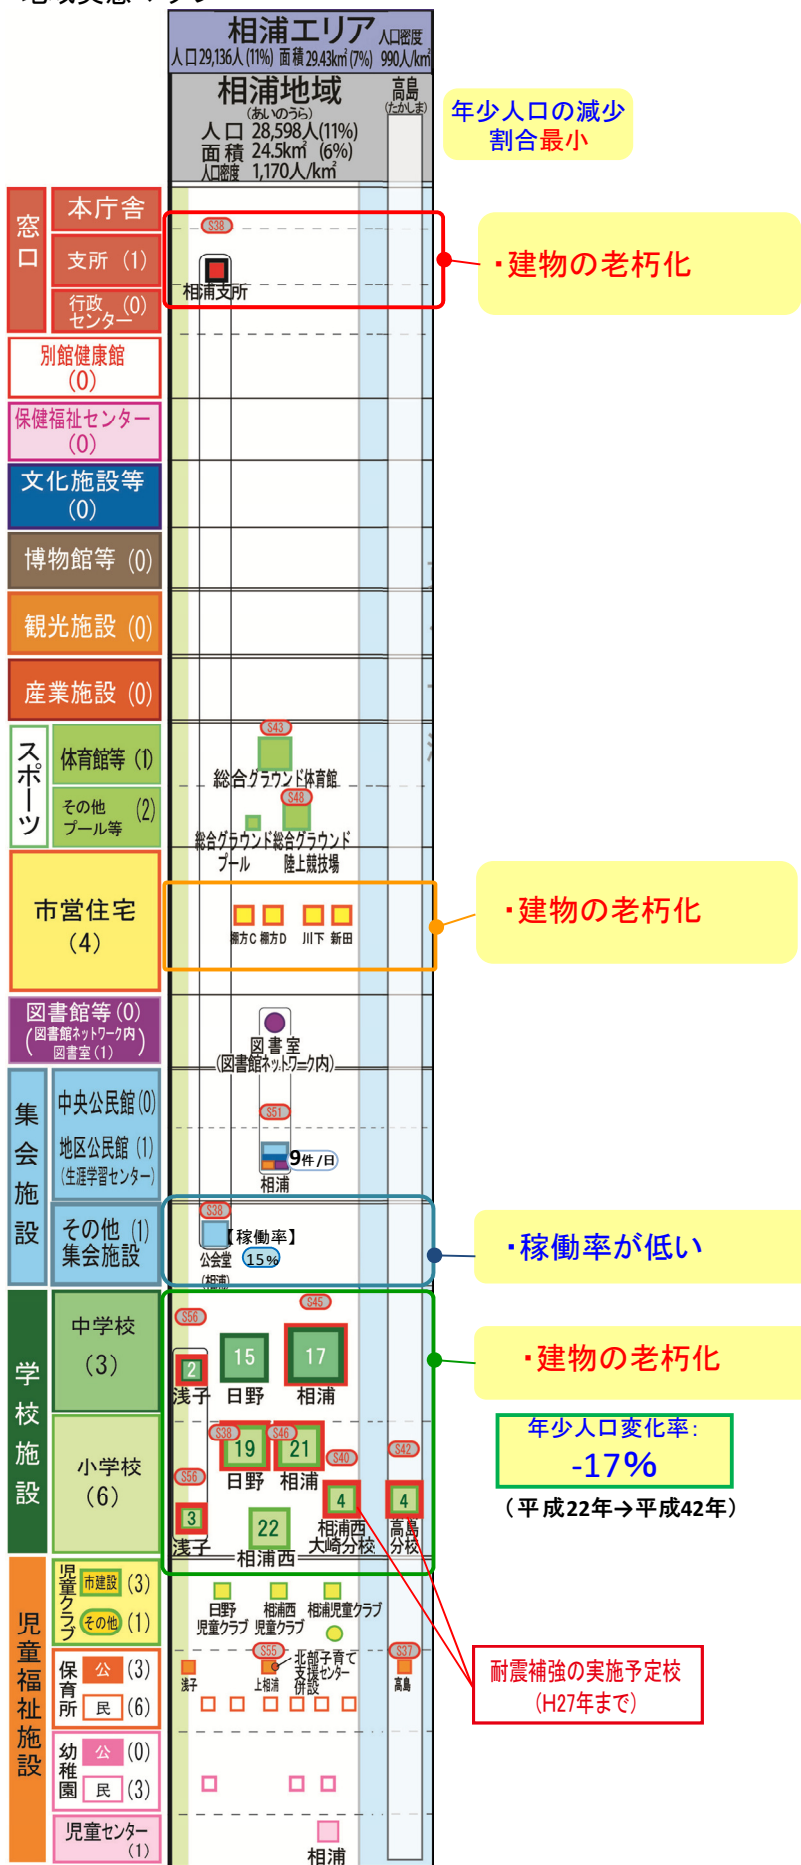 相浦エリア 人口密度
人口29,136人(11%) 面積29.43k㎡(7%) 990人/k㎡
相浦地域
(あいのうら)
人口 28,598人(11%)
面積 24.5k㎡ (6%)
人口密度 1,170人/k㎡
高島
(たかしま)
年少人口の減少
割合最小
窓口
本庁舎
支所 (1)
行政
センター (0)
S38
相浦支所
・建物の老朽化
別館健康館
(0)
保健福祉センター
(0)
文化施設等
(0)
博物館等 (0)
観光施設 (0)
産業施設 (0)
スポーツ
体育館等 (1)
その他
プール等 (2)
S43
総合グラウンド体育館
S48
総合グラウンド
プール
総合グラウンド
陸上競技場
市営住宅
(4)
棚方C 棚方D 川下 新田
・建物の老朽化
図書館等(0)
(図書館ネットワーク内
図書室(1))
図書室
(図書館ネットワーク内)
集会施設
中央公民館(0)
地区公民館 (1)
(生涯学習センター)
S51
9件/日
相浦
その他 (1)
集会施設
S38
【稼働率】
公会堂 15%
(相浦)
・稼働率が低い
学校施設
中学校
(3)
S56
S45
2 15 17
浅子 日野 相浦
・建物の老朽化
年少人口変化率:
-17%
(平成22年→平成42年)
小学校
(6)
S38 S46
19 21
日野 相浦
S56
S40
S42
3 22 4 4
浅子
相浦西
相浦西
大崎分校
高島
分校
耐震補強の実施予定校
(H27年まで)
児童福祉施設
児童クラブ
市建設 (3)
その他 (1)
日野
児童クラブ
相浦西
児童クラブ
相浦児童クラブ
保育所
公 (3)
民 (6)
S55
S37
浅子
上相浦
北部子育て
支援センター
併設
高島
幼稚園
公 (0)
民 (3)
児童センター
(1)
相浦